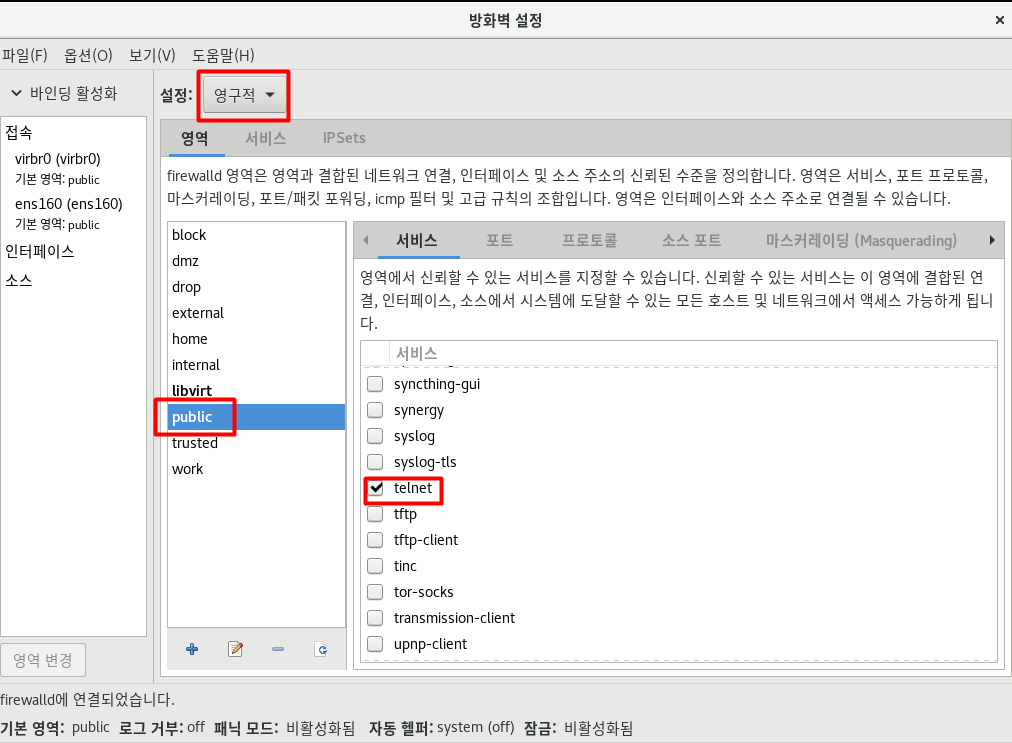 방화벽 설정
파일(F) 옵션(O) 보기(V) 도움말(H)
바인딩 활성화
접속
virbr0 (virbr0)
기본 영역: public
ens160 (ens160)
기본 영역: public
인터페이스
소스
영역 변경
설정: 영구적
영역 서비스 IPSets
firewalld 영역은 영역과 결합된 네트워크 연결, 인터페이스 및 소스 주소의 신뢰된 수준을 정의합니다. 영역은 서비스, 포트 프로토콜,
마스커레이딩, 포트/패킷 포워딩, icmp 필터 및 고급 규칙의 조합입니다. 영역은 인터페이스와 소스 주소로 연결될 수 있습니다.
block
dmz
drop
external
home
internal
libvirt
public
trusted
work
서비스 포트 프로토콜 소스 포트 마스커레이딩 (Masquerading)
영역에서 신뢰할 수 있는 서비스를 지정할 수 있습니다. 신뢰할 수 있는 서비스는 이 영역에 결합된 연
결, 인터페이스, 소스에서 시스템에 도달할 수 있는 모든 호스트 및 네트워크에서 액세스 가능하게 됩니
다.
서비스
syncthing-gui
synergy
syslog
syslog-tls
telnet
tftp
tftp-client
tinc
tor-socks
transmission-client
upnp-client
firewalld에 연결되었습니다.
기본 영역: public 로그 거부: off 패닉 모드: 비활성화됨 자동 헬퍼: system (off) 잠금: 비활성화됨